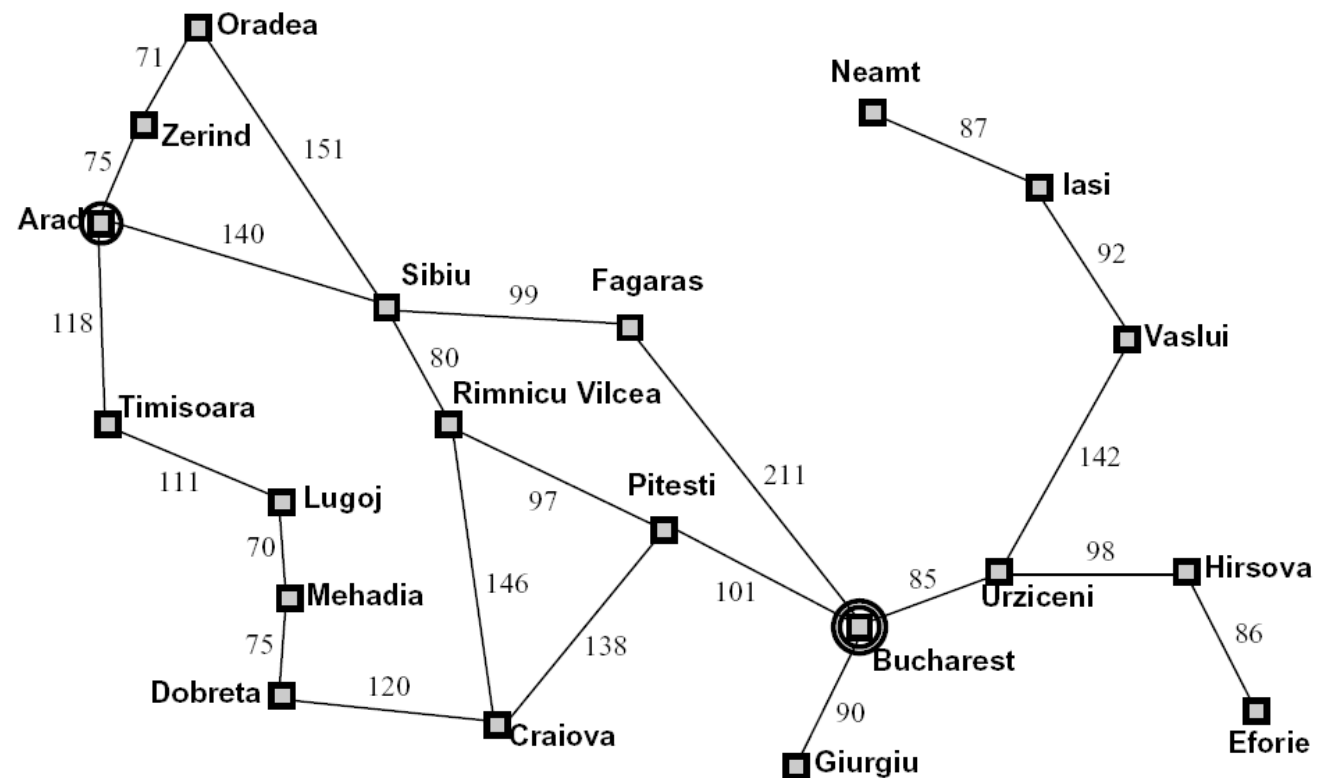 Oradea
71
Neamt
87
Zerind
151
75
Iasi
Arad
140
92
Sibiu
Fagaras
99
118
Vaslui
80
Rimnicu Vilcea
Timisoara
142
111
211
Pitesti
Lugoj
97
70
98
Hirsova
146
101
85
Urziceni
Mehadia
86
75
138
Bucharest
Dobreta
120
90
Craiova
Eforie
Giurgiu